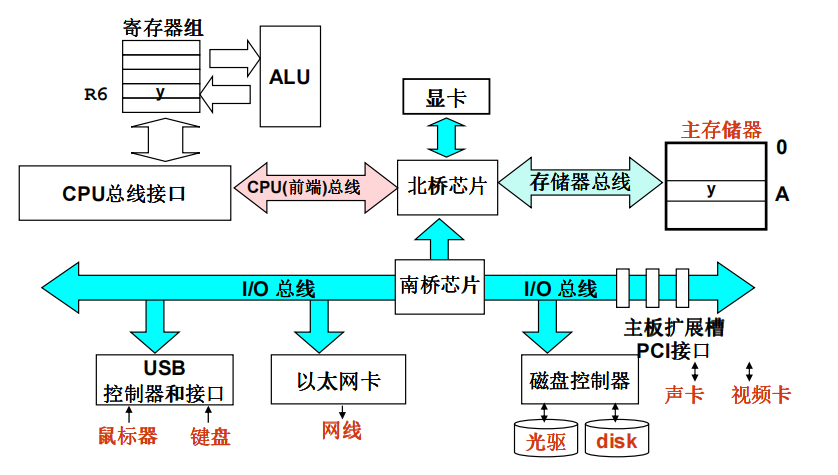 寄存器组
ALU
R6
y
显卡
主存储器
0
CPU总线接口
CPU(前端)总线
北桥芯片
存储器总线
y
A
I/O 总线
南桥芯片
I/O 总线
主板扩展槽
PCI接口
USB
控制器和接口
以太网卡
磁盘控制器
声卡
视频卡
鼠标器
键盘
网线
光驱
disk